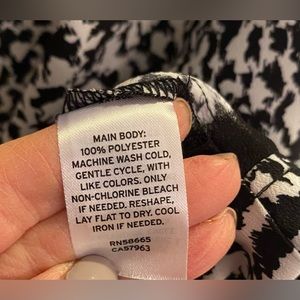 MAIN BODY:
100% POLYESTER
MACHINE WASH COLD,
GENTLE CYCLE, WITH
LIKE COLORS. ONLY
NON-CHLORINE BLEACH
IF NEEDED. RESHAPE,
LAY FLAT TO DRY. COOL
IRON IF NEEDED.
RN58665
CA57963